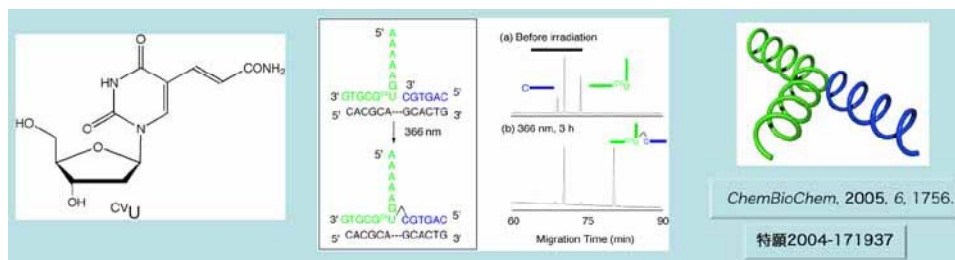 O
HN
O
N
CONH₂
HO
O
OH
CVU
5'
A
A
A
A
A
G
3'
3' GTGCG
U CGTGAC 5'
5' CACGCA---GCACTG 3'
366 nm
5'
A
A
A
A
A
G
3' GTGCG
U CGTGAC 5'
5' CACGCA---GCACTG 3'
(a) Before irradiation
C
(b) 366 nm, 3 h
60 75 90
Migration Time (min)
ChemBioChem, 2005, 6, 1756.
特願2004-171937